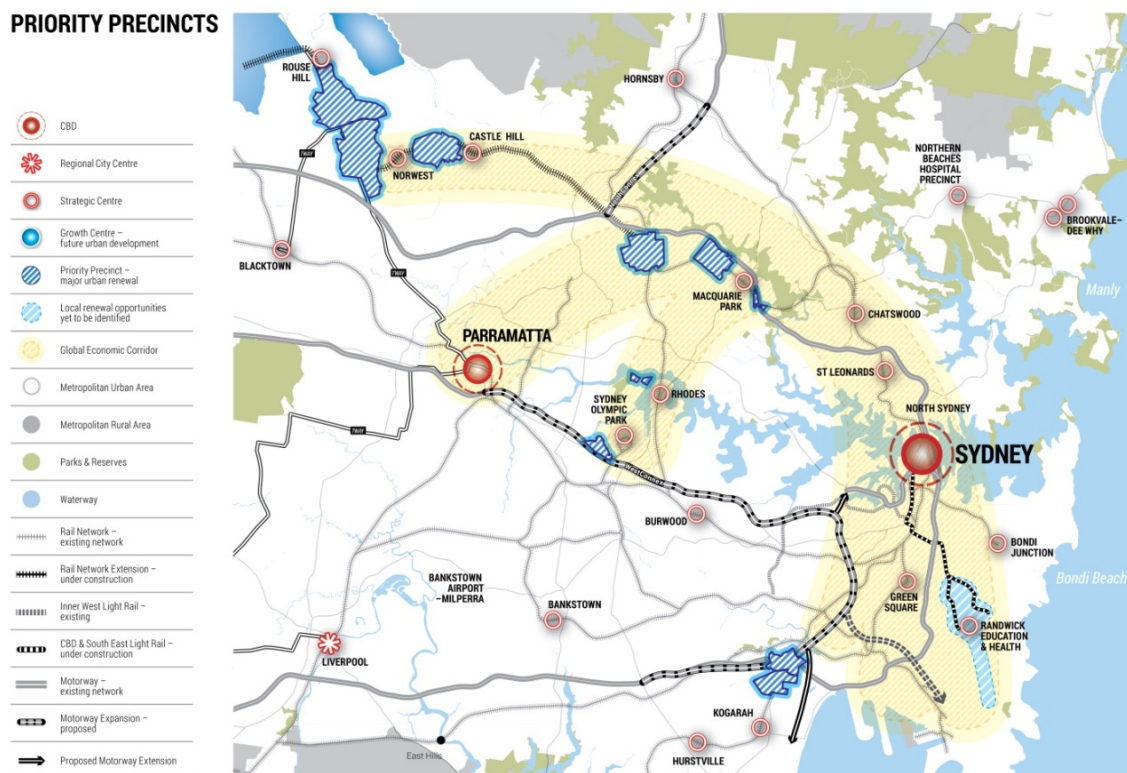 PRIORITY PRECINCTS
CBD
Regional City Centre
Strategic Centre
Growth Centre –
future urban development
Priority Precinct –
major urban renewal
Local renewal opportunities
yet to be identified
Global Economic Corridor
Metropolitan Urban Area
Metropolitan Rural Area
Parks & Reserves
Waterway
Rail Network –
existing network
Rail Network Extension –
under construction
Inner West Light Rail –
existing
CBD & South East Light Rail –
under construction
Motorway –
existing network
Motorway Expansion –
proposed
Proposed Motorway Extension
ROUSE
HILL
HORNSBY
TWAY
CASTLE HILL
NORWEST
NORTHERN
BEACHES
HOSPITAL
PRECINCT
BROOKVALE–
DEE WHY
BLACKTOWN
TWAY
MACQUARIE
PARK
Manly
CHATSWOOD
PARRAMATTA
ST LEONARDS
RHODES
SYDNEY
OLYMPIC
PARK
NORTH SYDNEY
SYDNEY
TWAY
WestConnex
BURWOOD
BONDI
JUNCTION
Bondi Beach
BANKSTOWN
AIRPORT
–MILPERRA
BANKSTOWN
GREEN
SQUARE
RANDWICK
EDUCATION
& HEALTH
LIVERPOOL
KOGARAH
HURSTVILLE
East Hills